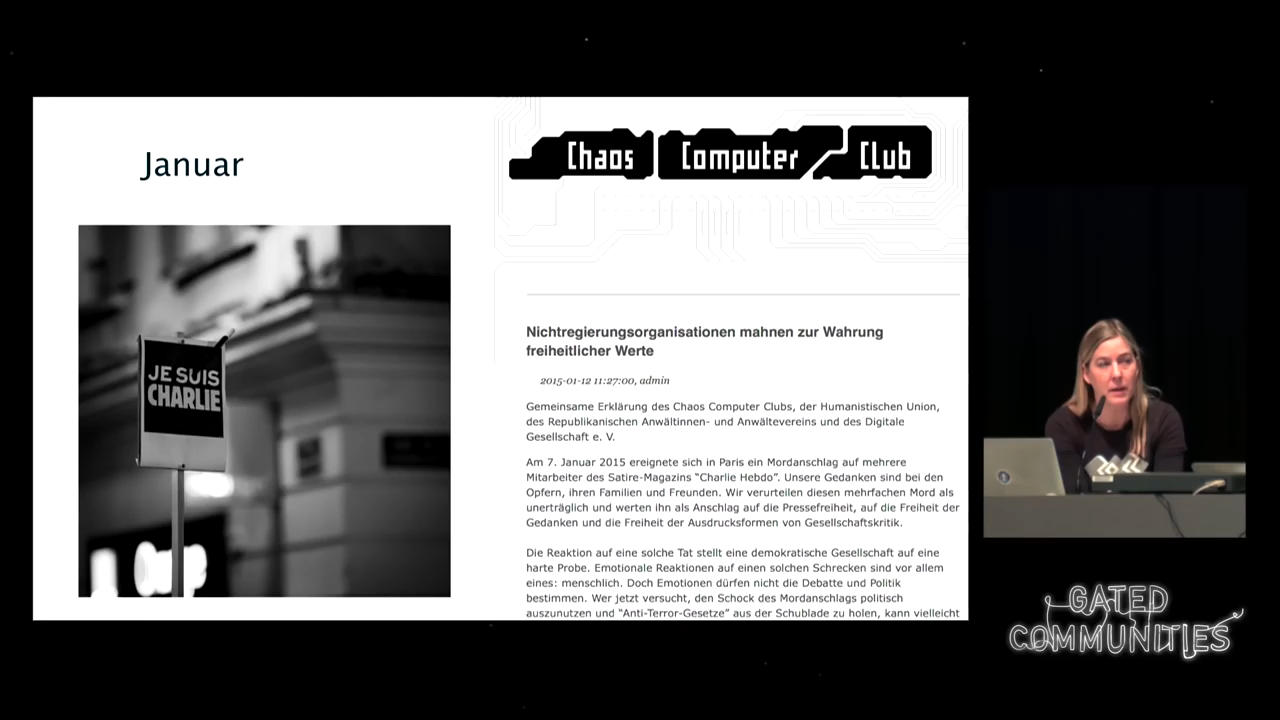 Januar
JE SUIS
CHARLIE
Chaos Computer Club
Nichtregierungsorganisationen mahnen zur Wahrung
freiheitlicher Werte
2015-01-12 11:27:00, admin
Gemeinsame Erklärung des Chaos Computer Clubs, der Humanistischen Union,
des Republikanischen Anwältinnen- und Anwältevereins und des Digitale
Gesellschaft e. V.
Am 7. Januar 2015 ereignete sich in Paris ein Mordanschlag auf mehrere
Mitarbeiter des Satire-Magazins “Charlie Hebdo”. Unsere Gedanken sind bei den
Opfern, ihren Familien und Freunden. Wir verurteilen diesen mehrfachen Mord als
unerträglich und werten ihn als Anschlag auf die Pressefreiheit, auf die Freiheit der
Gedanken und die Freiheit der Ausdrucksformen von Gesellschaftskritik.
Die Reaktion auf eine solche Tat stellt eine demokratische Gesellschaft auf eine
harte Probe. Emotionale Reaktionen auf einen solchen Schrecken sind vor allem
eines: menschlich. Doch Emotionen dürfen nicht die Debatte und Politik
bestimmen. Wer jetzt versucht, den Schock des Mordanschlags politisch
auszunutzen und “Anti-Terror-Gesetze” aus der Schublade zu holen, kann vielleicht
GATED
COMMUNITIES